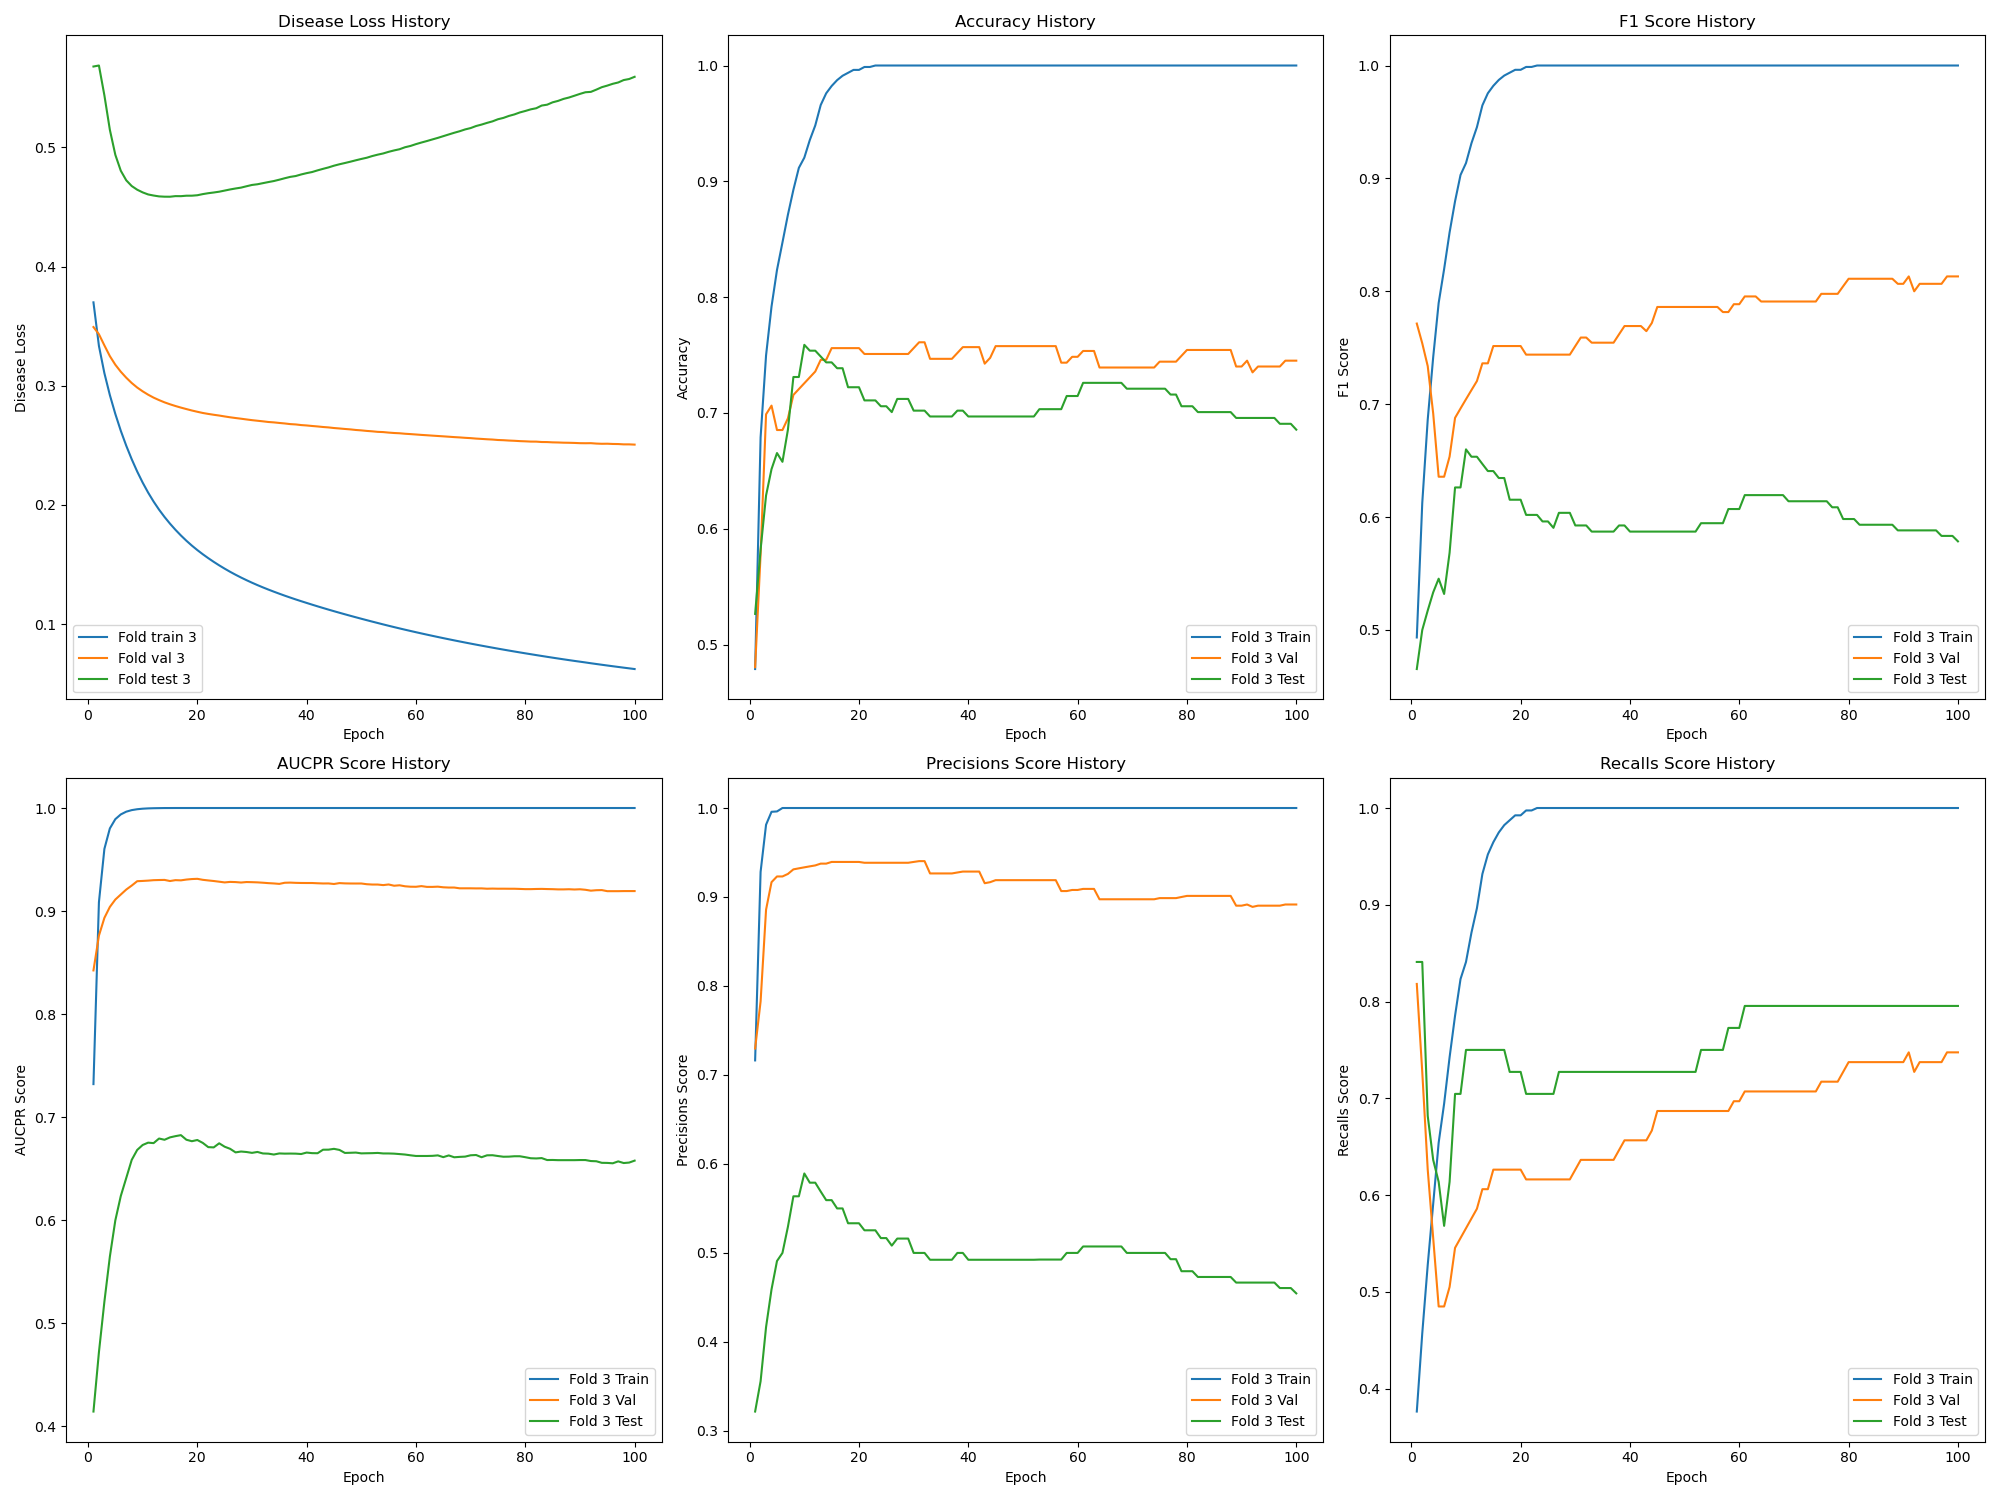 Disease Loss History
Disease Loss
0.5
0.4
0.3
0.2
0.1
Fold train 3
Fold val 3
Fold test 3
0 20 40 60 80 100
Epoch
Accuracy History
Accuracy
1.0
0.9
0.8
0.7
0.6
0.5
Fold 3 Train
Fold 3 Val
Fold 3 Test
0 20 40 60 80 100
Epoch
F1 Score History
F1 Score
1.0
0.9
0.8
0.7
0.6
0.5
Fold 3 Train
Fold 3 Val
Fold 3 Test
0 20 40 60 80 100
Epoch
AUCPR Score History
AUCPR Score
1.0
0.9
0.8
0.7
0.6
0.5
0.4
Fold 3 Train
Fold 3 Val
Fold 3 Test
0 20 40 60 80 100
Epoch
Precisions Score History
Precisions Score
1.0
0.9
0.8
0.7
0.6
0.5
0.4
0.3
Fold 3 Train
Fold 3 Val
Fold 3 Test
0 20 40 60 80 100
Epoch
Recalls Score History
Recalls Score
1.0
0.9
0.8
0.7
0.6
0.5
0.4
Fold 3 Train
Fold 3 Val
Fold 3 Test
0 20 40 60 80 100
Epoch